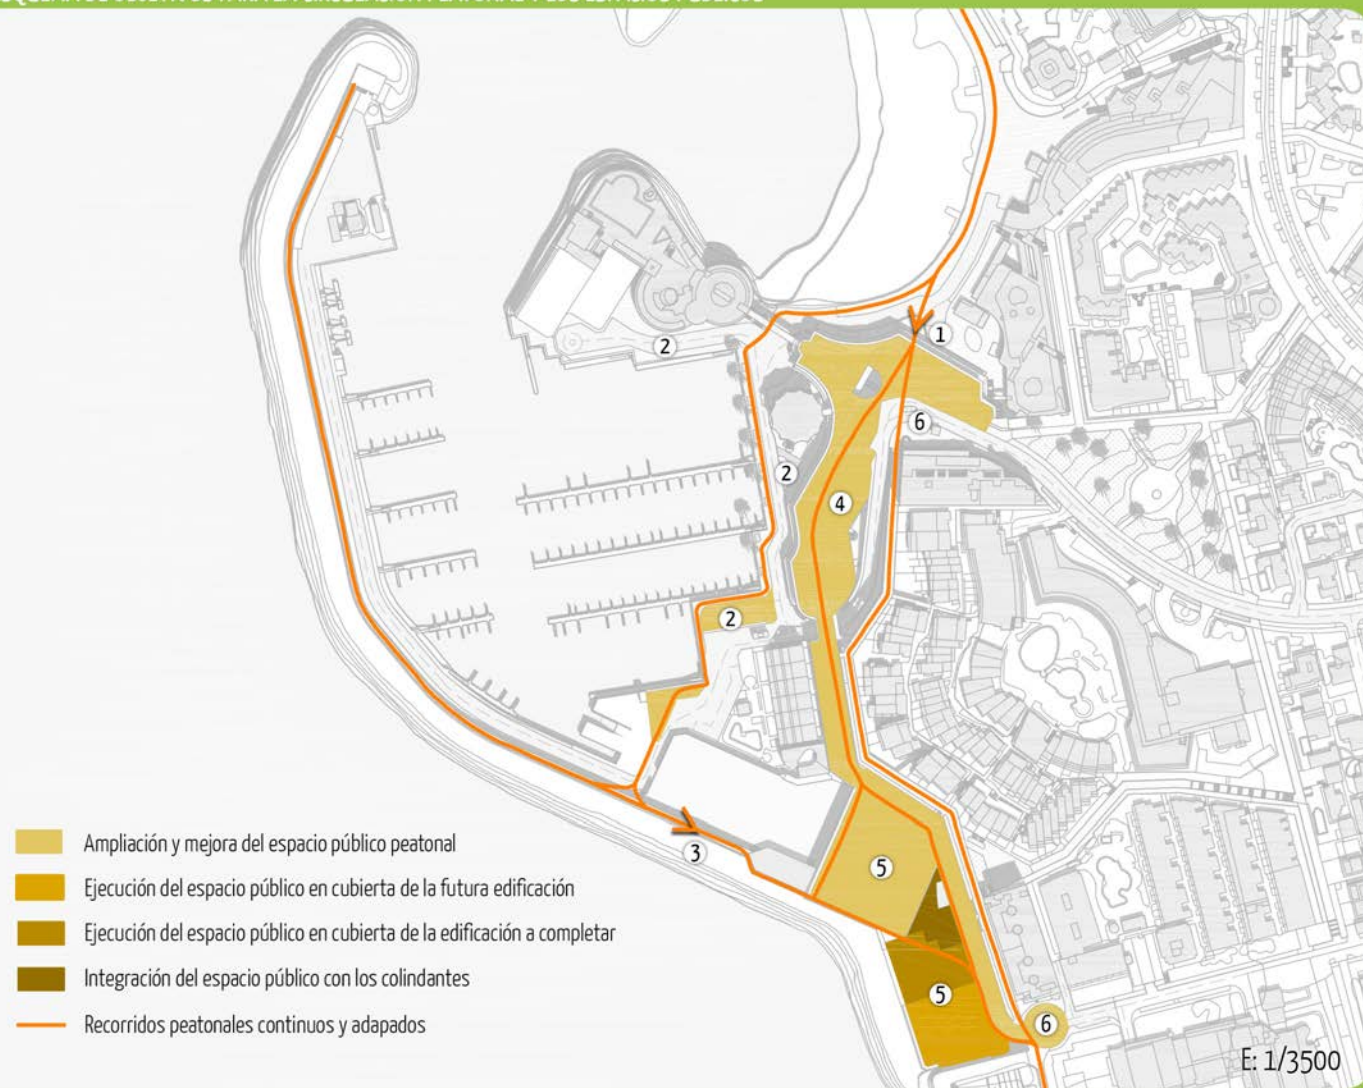 2
1
6
2
4
2
3
5
5
6
Ampliación y mejora del espacio público peatonal
Ejecución del espacio público en cubierta de la futura edificación
Ejecución del espacio público en cubierta de la edificación a completar
Integración del espacio público con los colindantes
Recorridos peatonales continuos y adapados
E: 1/3500